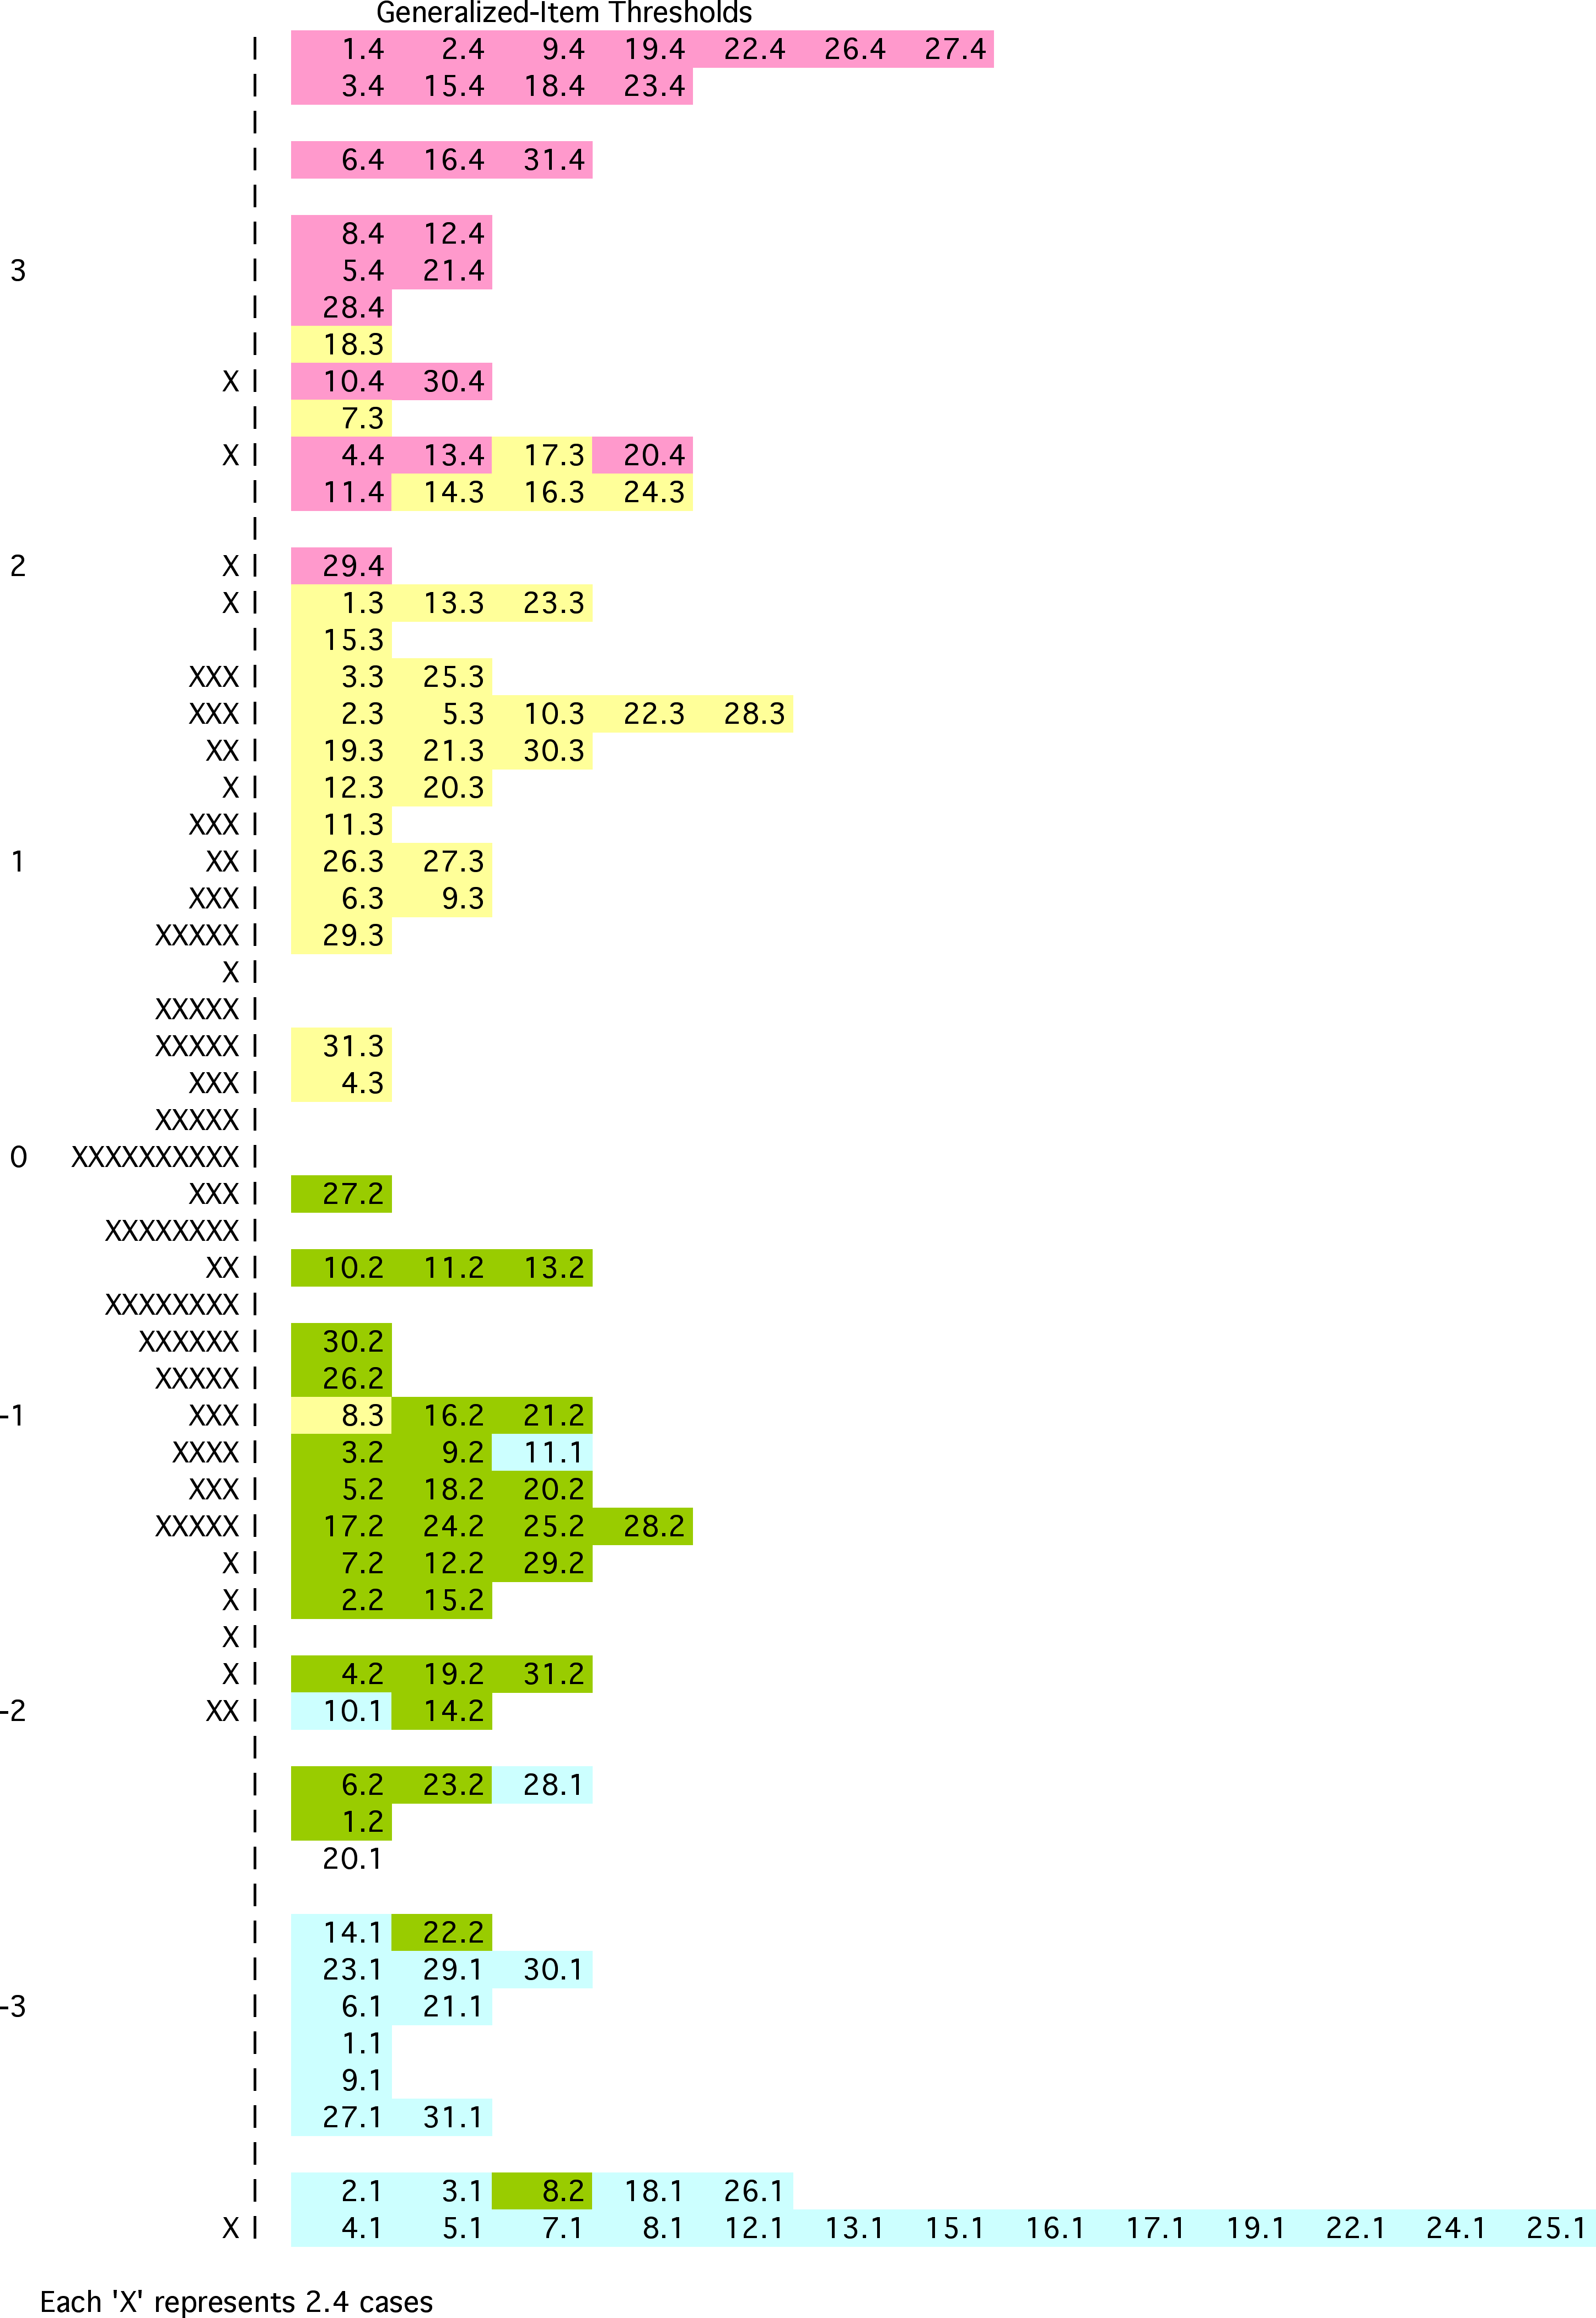 Generalized-Item Thresholds
| 1.4 2.4 9.4 19.4 22.4 26.4 27.4
| 3.4 15.4 18.4 23.4
|
| 6.4 16.4 31.4
|
| 8.4 12.4
3 | 5.4 21.4
| 28.4
| 18.3
X | 10.4 30.4
| 7.3
X | 4.4 13.4 17.3 20.4
| 11.4 14.3 16.3 24.3
|
2 X | 29.4
X | 1.3 13.3 23.3
| 15.3
XXX | 3.3 25.3
XXX | 2.3 5.3 10.3 22.3 28.3
XX | 19.3 21.3 30.3
X | 12.3 20.3
XXX | 11.3
1 XX | 26.3 27.3
XXX | 6.3 9.3
XXXXX | 29.3
X |
XXXXX |
XXXXX | 31.3
XXX | 4.3
XXXXX |
0 XXXXXXXXXX |
XXX | 27.2
XXXXXXXX |
XX | 10.2 11.2 13.2
XXXXXXXX |
XXXXXX | 30.2
XXXXX | 26.2
-1 XXX | 8.3 16.2 21.2
XXXX | 3.2 9.2 11.1
XXX | 5.2 18.2 20.2
XXXXX | 17.2 24.2 25.2 28.2
X | 7.2 12.2 29.2
X | 2.2 15.2
X |
X | 4.2 19.2 31.2
-2 XX | 10.1 14.2
|
| 6.2 23.2 28.1
| 1.2
| 20.1
|
| 14.1 22.2
| 23.1 29.1 30.1
-3 | 6.1 21.1
| 1.1
| 9.1
| 27.1 31.1
|
| 2.1 3.1 8.2 18.1 26.1
X | 4.1 5.1 7.1 8.1 12.1 13.1 15.1 16.1 17.1 19.1 22.1 24.1 25.1
Each 'X' represents 2.4 cases